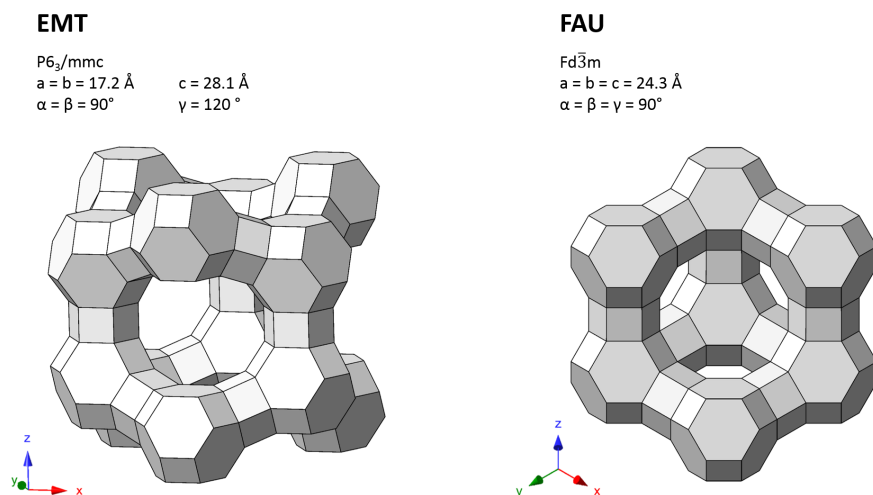 EMT
P6₃/mmc
a = b = 17.2 Å c = 28.1 Å
α = β = 90° γ = 120 °
z
y
x
FAU
Fd3̅m
a = b = c = 24.3 Å
α = β = γ = 90°
z
y
x